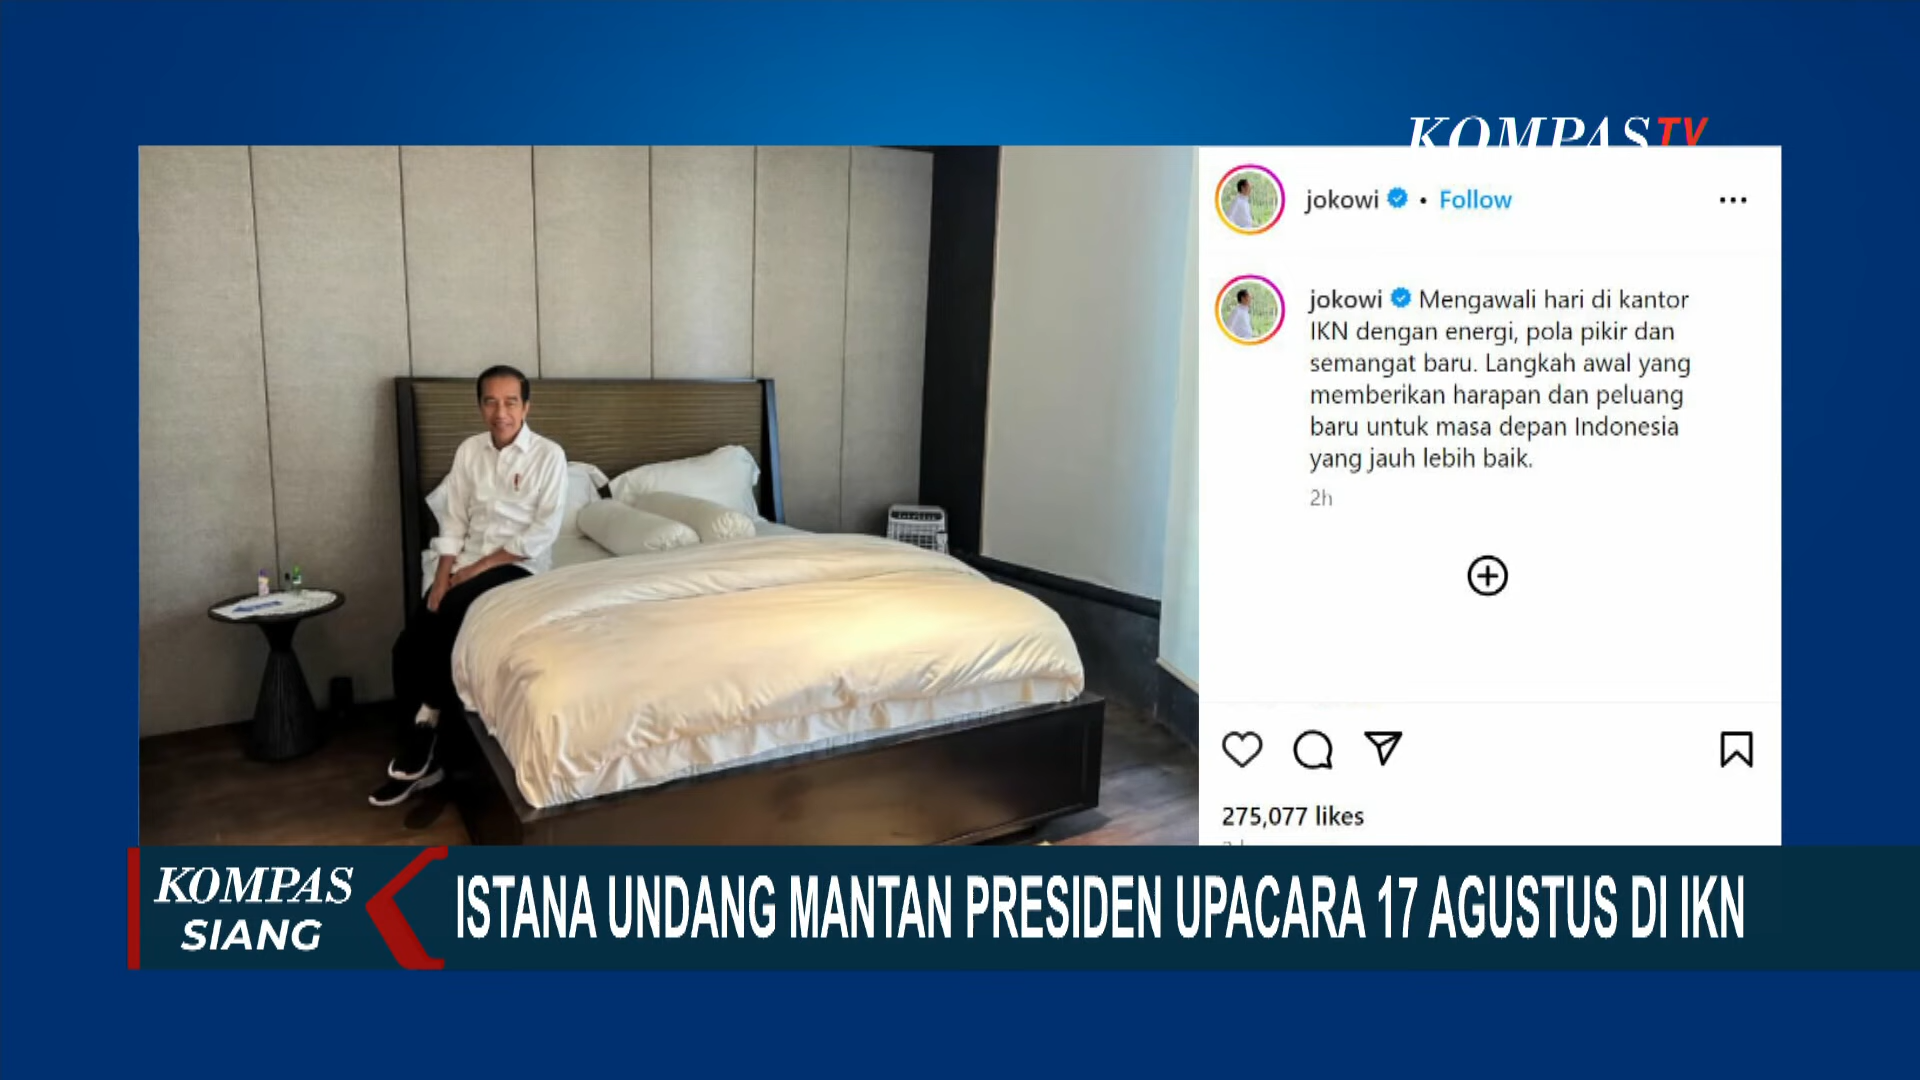 KOMPASTV
jokowi • Follow
jokowi Mengawali hari di kantor
IKN dengan energi, pola pikir dan
semangat baru. Langkah awal yang
memberikan harapan dan peluang
baru untuk masa depan Indonesia
yang jauh lebih baik.
2h
275,077 likes
KOMPAS
SIANG
ISTANA UNDANG MANTAN PRESIDEN UPACARA 17 AGUSTUS DI IKN